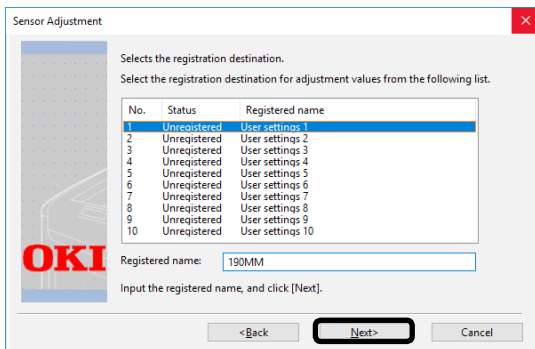 Sensor Adjustment
Selects the registration destination.
Select the registration destination for adjustment values from the following list.
No. Status Registered name
1 Unregistered User settings 1
2 Unregistered User settings 2
3 Unregistered User settings 3
4 Unregistered User settings 4
5 Unregistered User settings 5
6 Unregistered User settings 6
7 Unregistered User settings 7
8 Unregistered User settings 8
9 Unregistered User settings 9
10 Unregistered User settings 10
OKI
Registered name: 190MM
Input the registered name, and click [Next].
<Back Next> Cancel